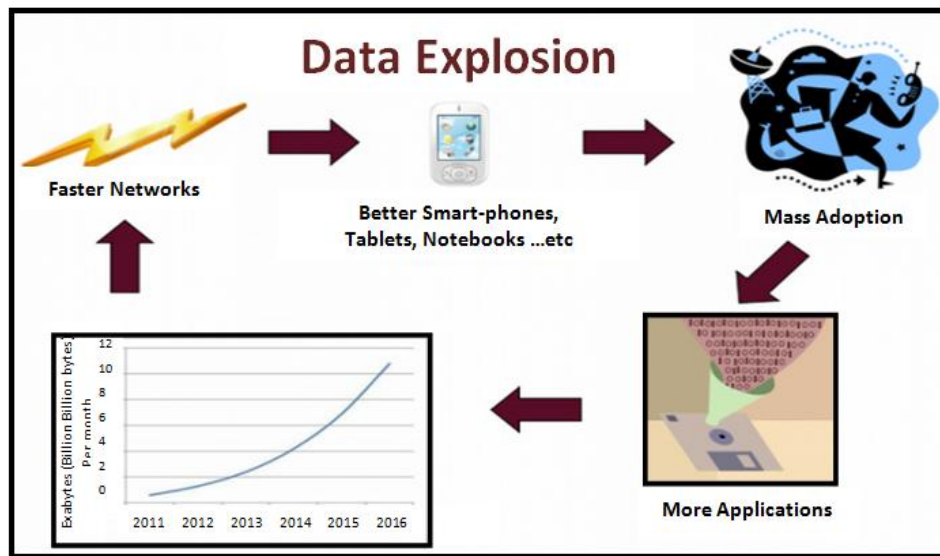 Data Explosion
Faster Networks
Better Smart-phones,
Tablets, Notebooks ...etc
Mass Adoption
More Applications
Exabytes (Billion Billion bytes)
Per month
12
10
8
6
4
2
0
2011 2012 2013 2014 2015 2016